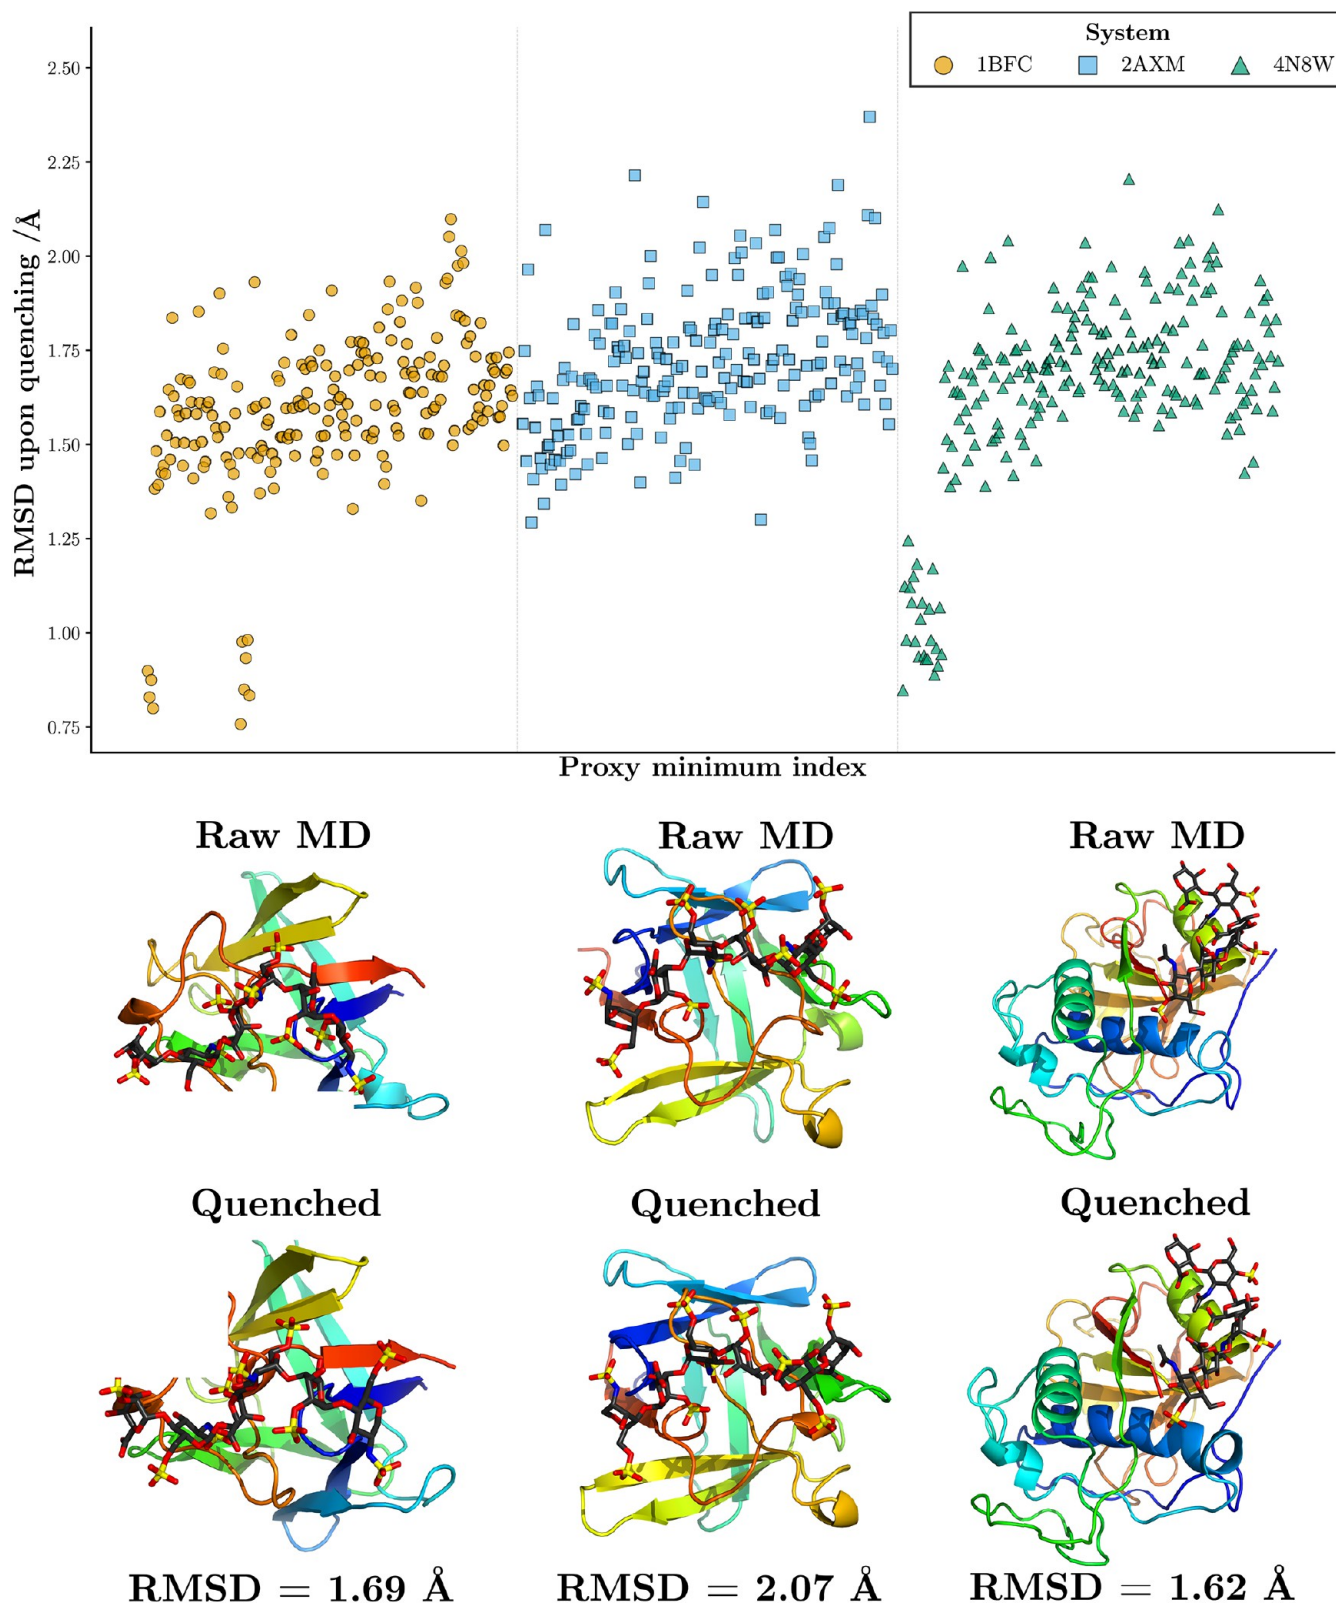 System
1BFC 2AXM 4N8W
2.50
2.25
2.00
1.75
1.50
1.25
1.00
0.75
RMSD upon quenching /Å
Proxy minimum index
Raw MD Raw MD Raw MD
Quenched Quenched Quenched
RMSD = 1.69 Å RMSD = 2.07 Å RMSD = 1.62 Å